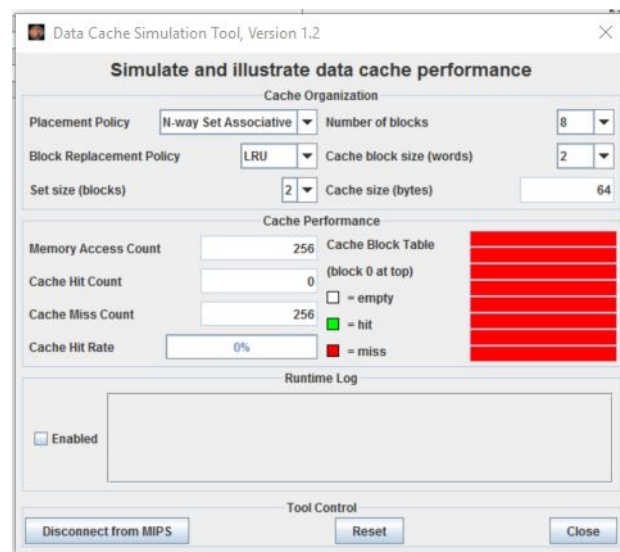 Data Cache Simulation Tool, Version 1.2
Simulate and illustrate data cache performance
Cache Organization
Placement Policy N-way Set Associative Number of blocks 8
Block Replacement Policy LRU Cache block size (words) 2
Set size (blocks) 2 Cache size (bytes) 64
Cache Performance
Memory Access Count 256 Cache Block Table
(block 0 at top)
Cache Hit Count 0
= empty
Cache Miss Count 256
= hit
Cache Hit Rate 0%
= miss
Runtime Log
Enabled
Tool Control
Disconnect from MIPS Reset Close